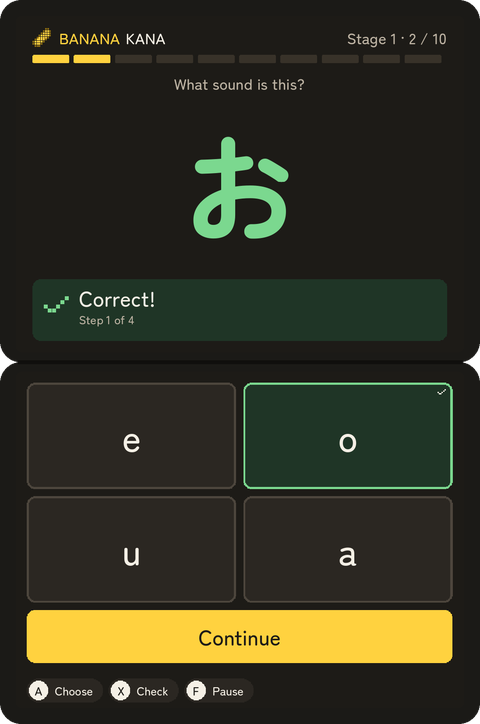 BANANA KANA
Stage 1 · 2 / 10
What sound is this?
お
Correct!
Step 1 of 4
e
o
u
a
Continue
A Choose
X Check
F Pause